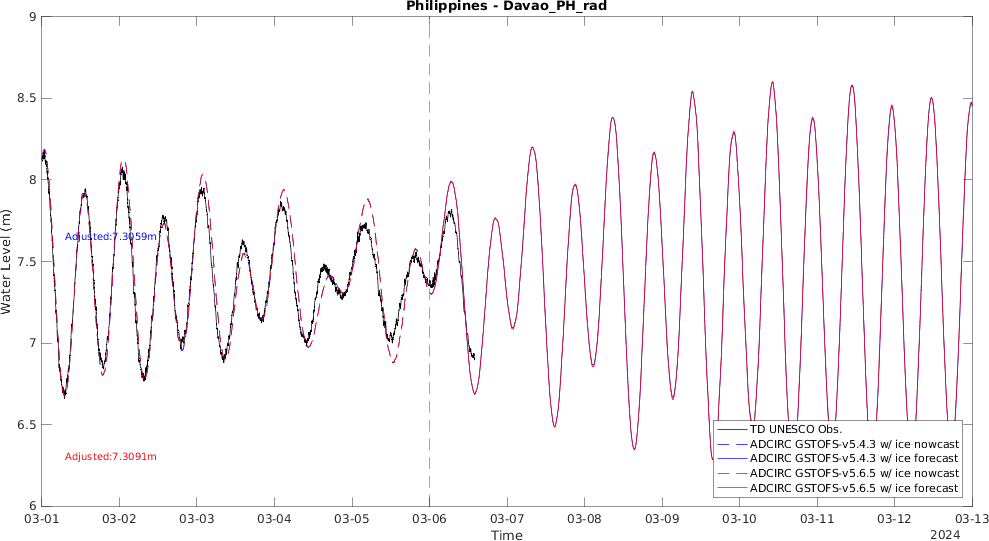 Philippines - Davao_PH_rad
Water Level (m)
9
8.5
8
7.5
7
6.5
6
Adjusted:7.3059m
Adjusted:7.3091m
TD UNESCO Obs.
ADCIRC GSTOFS-v5.4.3 w/ ice nowcast
ADCIRC GSTOFS-v5.4.3 w/ ice forecast
ADCIRC GSTOFS-v5.6.5 w/ ice nowcast
ADCIRC GSTOFS-v5.6.5 w/ ice forecast
03-01 03-02 03-03 03-04 03-05 03-06 03-07 03-08 03-09 03-10 03-11 03-12 03-13
Time
2024